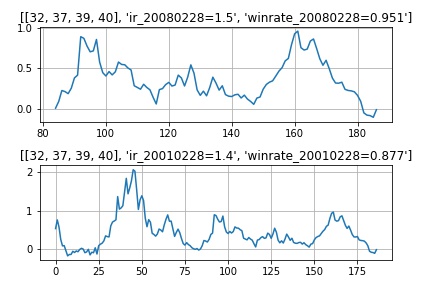 [[32, 37, 39, 40], 'ir_20080228=1.5', 'winrate_20080228=0.951']
1.0
0.5
0.0
80 100 120 140 160 180
[[32, 37, 39, 40], 'ir_20010228=1.4', 'winrate_20010228=0.877']
2
1
0
0 25 50 75 100 125 150 175